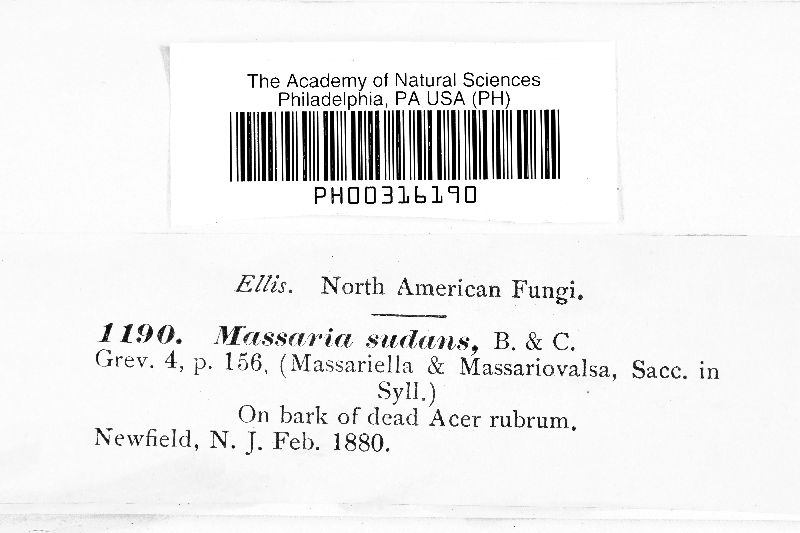 The Academy of Natural Sciences
Philadelphia, PA USA (PH)
PH00316190
Ellis. North American Fungi.
1190. Massaria sudans, B. & C.
Grev. 4, p. 156, (Massariella & Massariovalsa, Sacc. in
Syll.)
On bark of dead Acer rubrum.
Newfield, N. J. Feb. 1880.